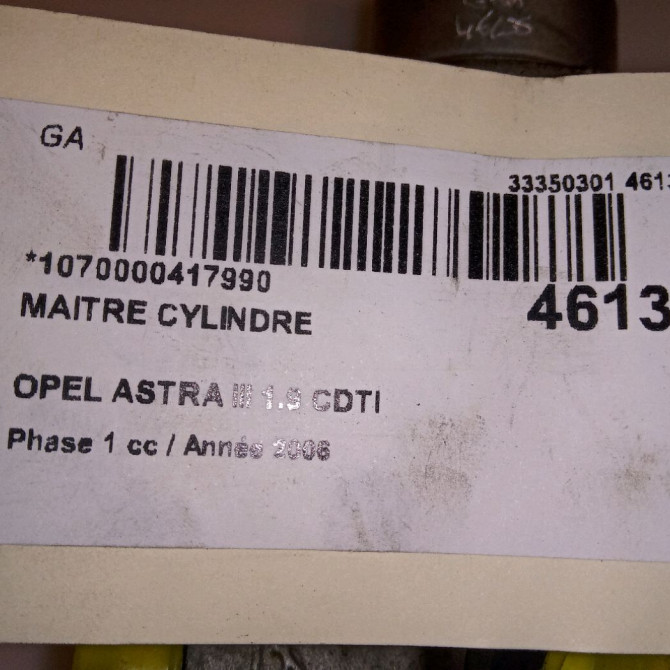 GA
33350301 4613
*1070000417990
4613
MAITRE CYLINDRE
OPEL ASTRA III 1.9 CDTI
Phase 1 cc / Année 2006